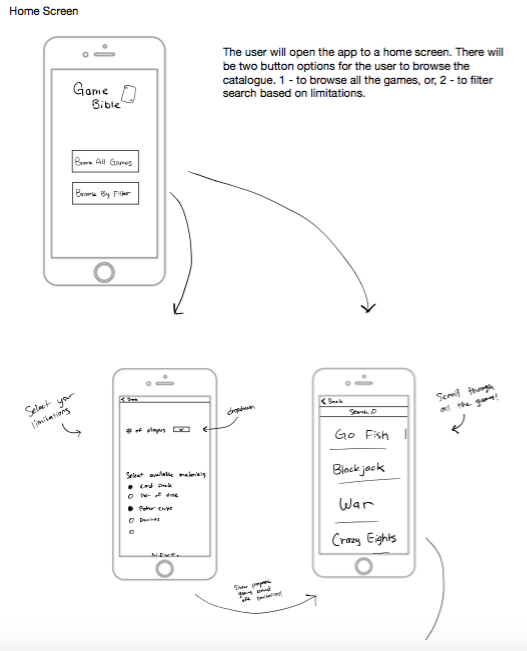 Home Screen
The user will open the app to a home screen. There will
be two button options for the user to browse the
catalogue. 1 - to browse all the games, or, 2 - to filter
search based on limitations.
Game
Bible
Browse All Games
Browse By Filter
Select your
limitations
< Back
# of players
dropdown
Select available materials
Card Deck
Pair of dice
Poker chips
Dominos
NEXT
< Back
Search
Go Fish
Blackjack
War
Crazy Eights
Scroll through
all the games!
Show
games based
off limitations!